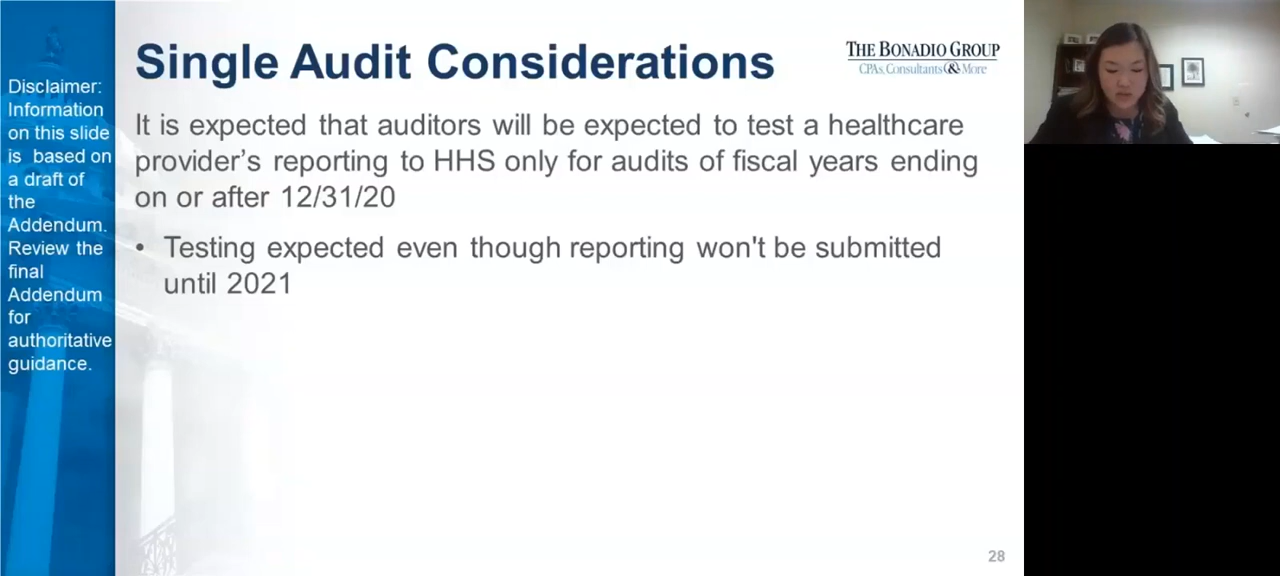 Disclaimer:
Information
on this slide
is based on
a draft of
the
Addendum.
Review the
final
Addendum
for
authoritative
guidance.
Single Audit Considerations
THE BONADIO GROUP
CPAs, Consultants & More
It is expected that auditors will be expected to test a healthcare
provider’s reporting to HHS only for audits of fiscal years ending
on or after 12/31/20
• Testing expected even though reporting won't be submitted
until 2021
28